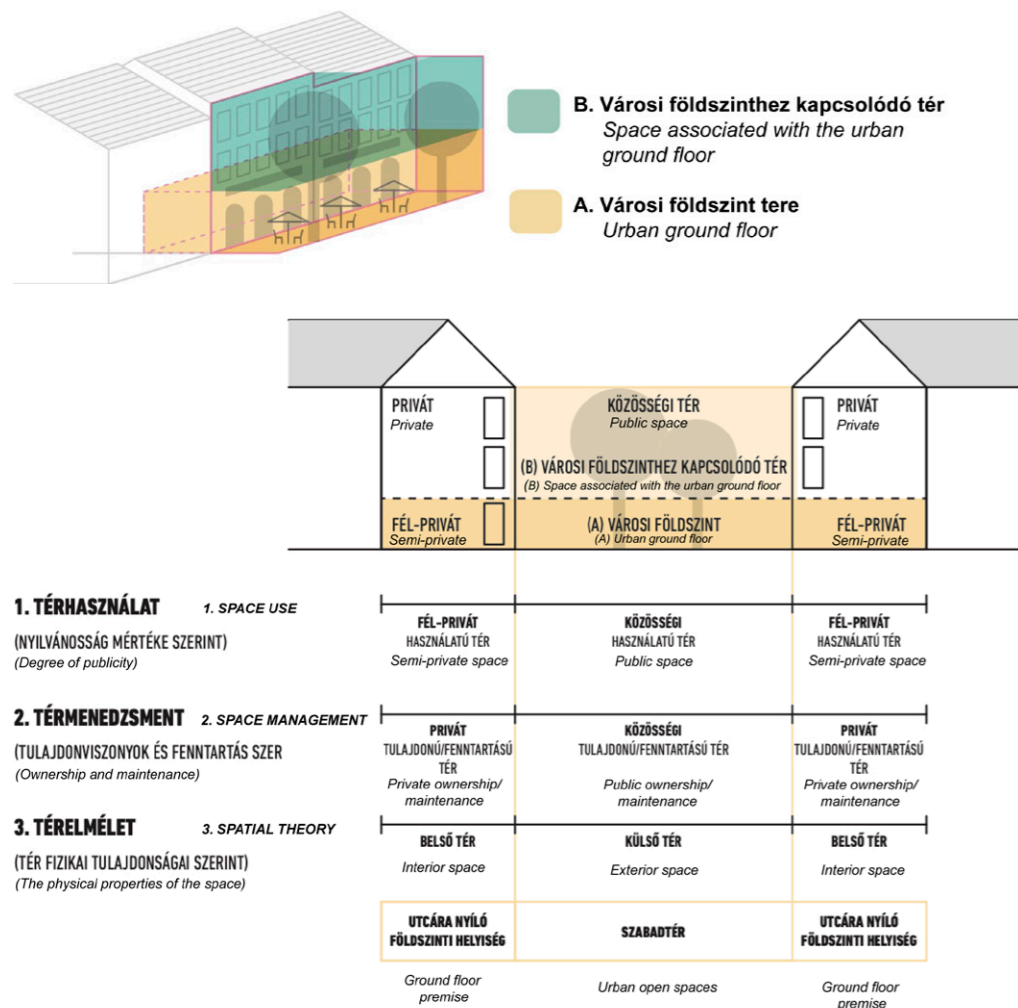 B. Városi földszinthez kapcsolódó tér
Space associated with the urban
ground floor
A. Városi földszint tere
Urban ground floor
PRIVÁT
Private
KÖZÖSSÉGI TÉR
Public space
PRIVÁT
Private
(B) VÁROSI FÖLDSZINTHEZ KAPCSOLÓDÓ TÉR
(B) Space associated with the urban ground floor
FÉL-PRIVÁT
Semi-private
(A) VÁROSI FÖLDSZINT
(A) Urban ground floor
FÉL-PRIVÁT
Semi-private
1. TÉRHASZNÁLAT
1. SPACE USE
(NYILVÁNOSSÁG MÉRTÉKE SZERINT)
(Degree of publicity)
FÉL-PRIVÁT
HASZNÁLATÚ TÉR
Semi-private space
KÖZÖSSÉGI
HASZNÁLATÚ TÉR
Public space
FÉL-PRIVÁT
HASZNÁLATÚ TÉR
Semi-private space
2. TÉRMENEDZSMENT
2. SPACE MANAGEMENT
(TULAJDONVISZONYOK ÉS FENNTARTÁS SZER
(Ownership and maintenance)
PRIVÁT
TULAJDONÚ/FENNTARTÁSÚ
TÉR
Private ownership/
maintenance
KÖZÖSSÉGI
TULAJDONÚ/FENNTARTÁSÚ TÉR
Public ownership/
maintenance
PRIVÁT
TULAJDONÚ/FENNTARTÁSÚ
TÉR
Private ownership/
maintenance
3. TÉRELMÉLET
3. SPATIAL THEORY
(TÉR FIZIKAI TULAJDONSÁGAI SZERINT)
(The physical properties of the space)
BELSŐ TÉR
Interior space
KÜLSŐ TÉR
Exterior space
BELSŐ TÉR
Interior space
UTCÁRA NYÍLÓ
FÖLDSZINTI HELYISÉG
SZABADTÉR
UTCÁRA NYÍLÓ
FÖLDSZINTI HELYISÉG
Ground floor
premise
Urban open spaces
Ground floor
premise